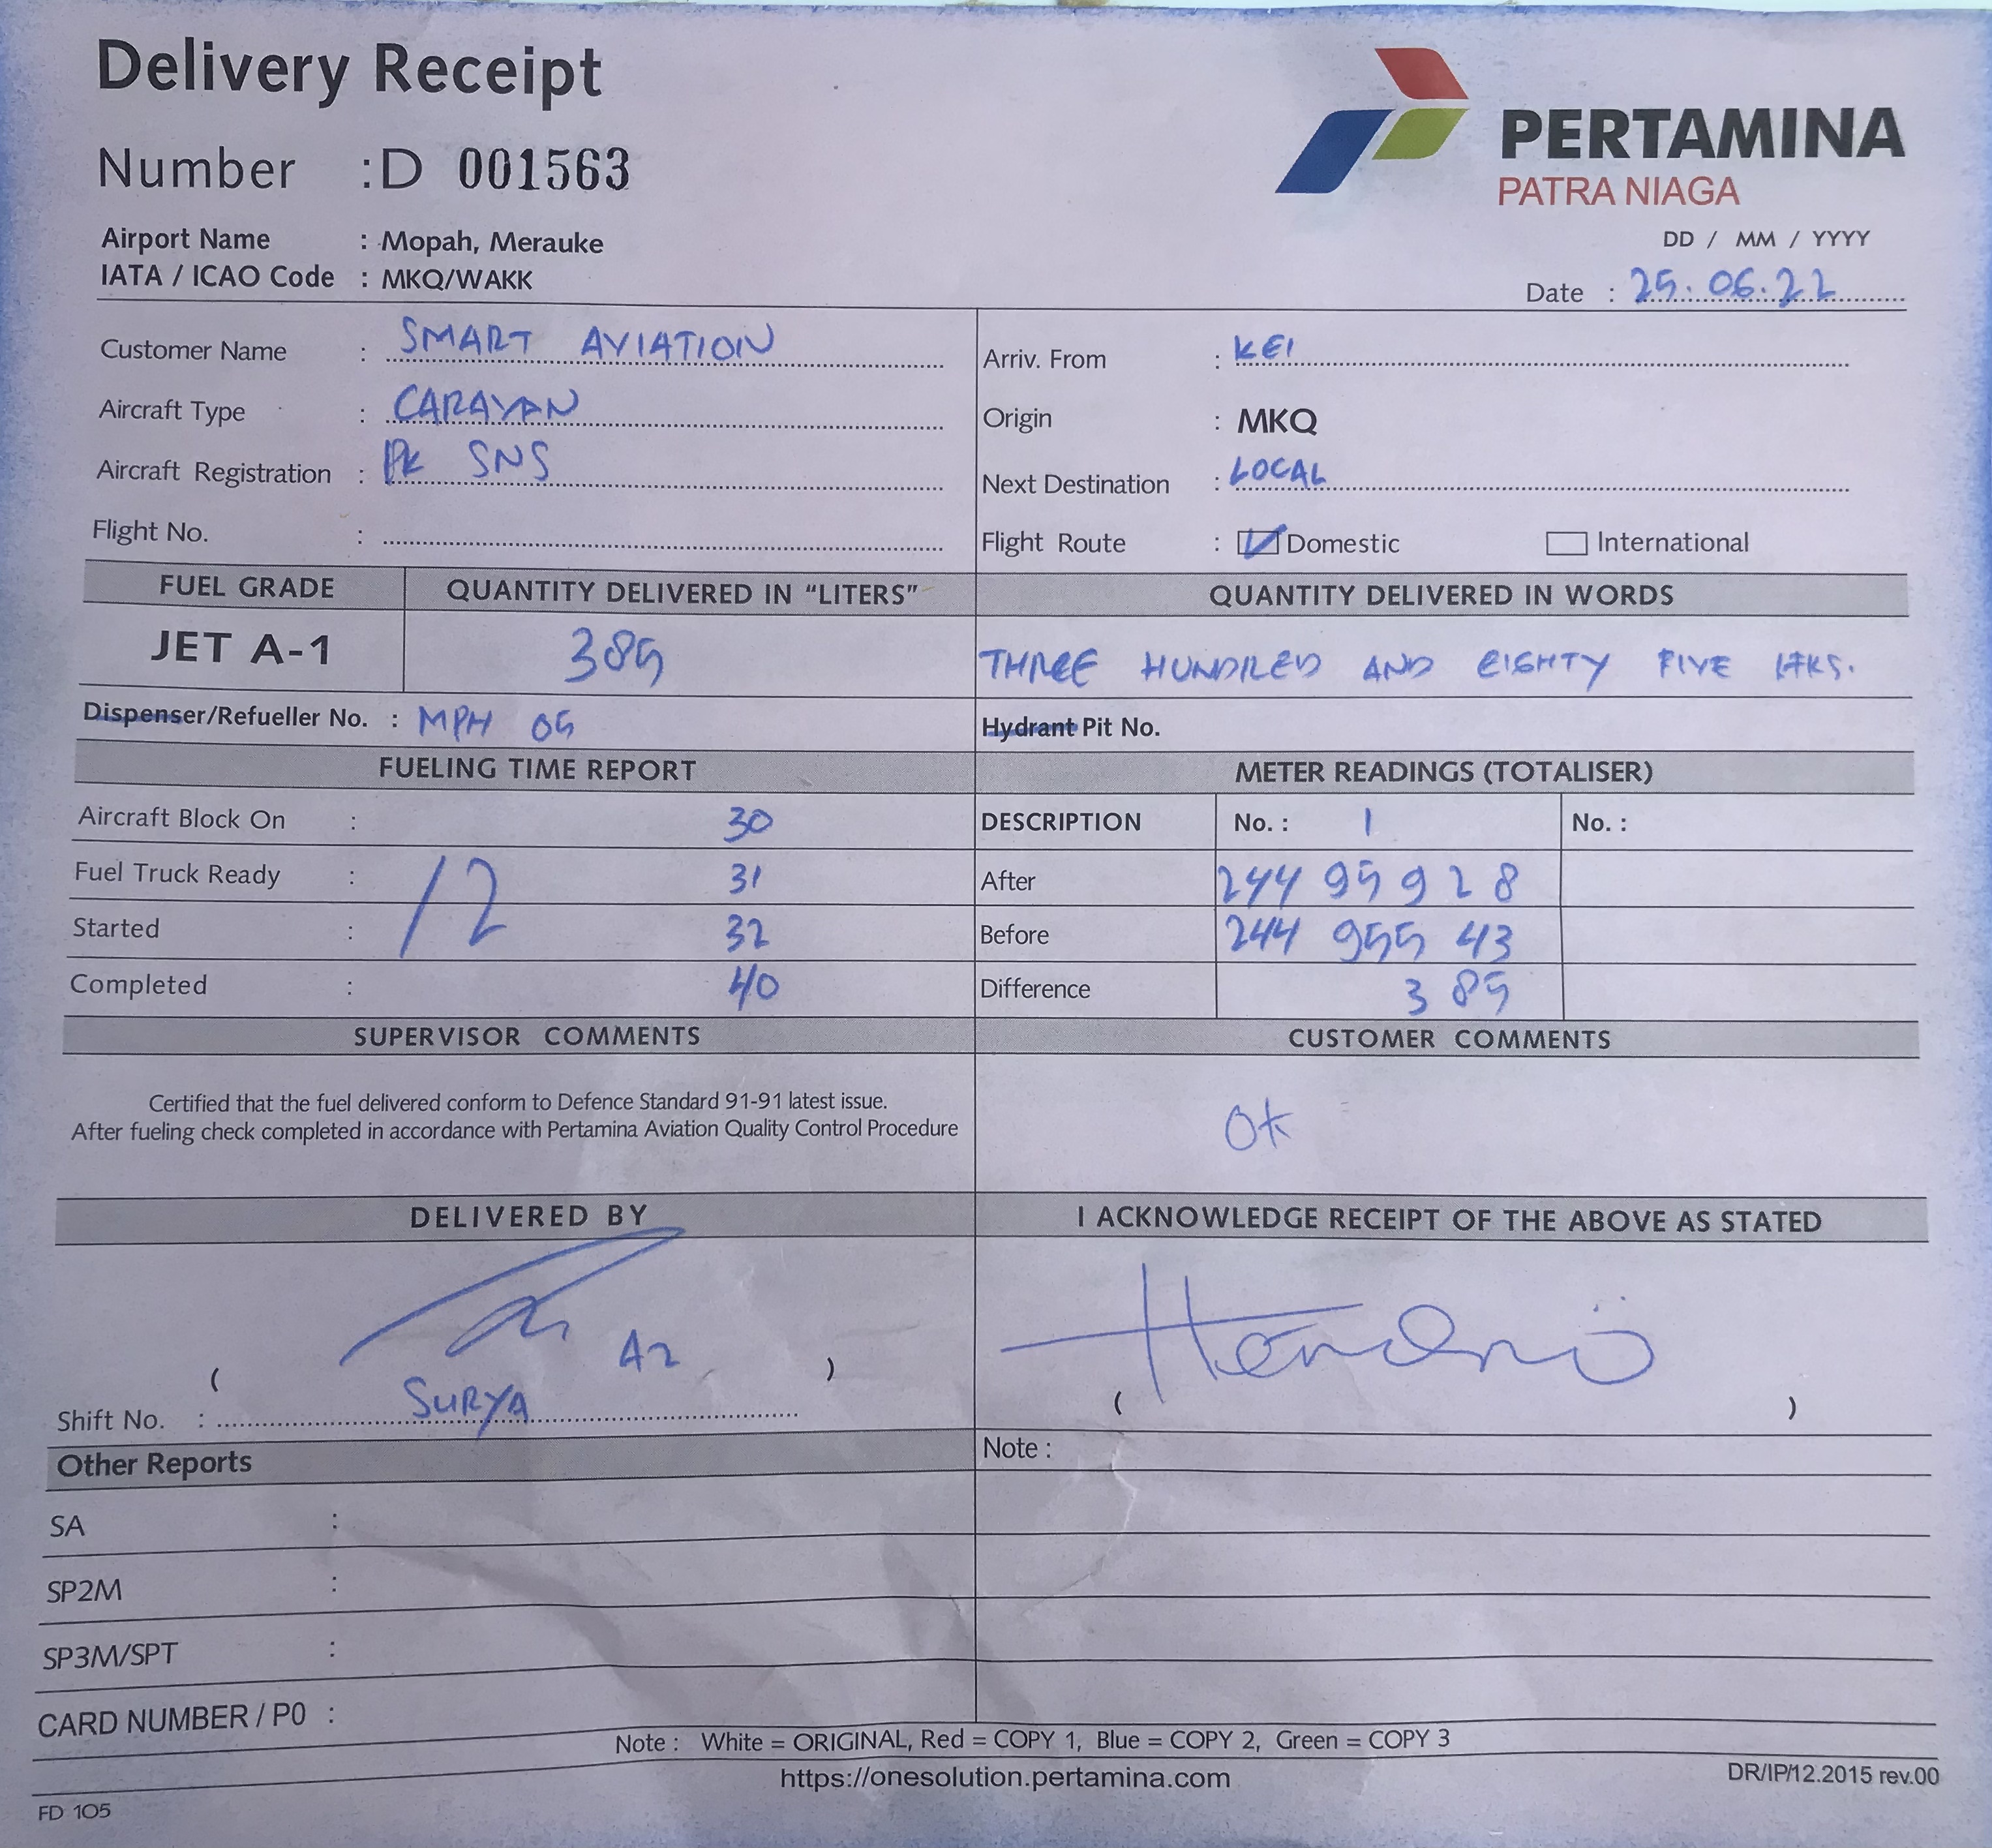 Delivery Receipt
Number :D 001563
PERTAMINA
PATRA NIAGA
Airport Name : Mopah, Merauke
IATA / ICAO Code : MKQ/WAKK
DD / MM / YYYY
Date : 25.06.22
Customer Name : SMART AVIATION
Aircraft Type : CARAVAN
Aircraft Registration : PK SNS
Flight No. :
Arriv. From : KEI
Origin : MKQ
Next Destination : LOCAL
Flight Route : Domestic International
FUEL GRADE QUANTITY DELIVERED IN "LITERS" QUANTITY DELIVERED IN WORDS
JET A-1 385 THREE HUNDRED AND EIGHTY FIVE LTRS.
Dispenser/Refueller No. : MPH 05 Hydrant Pit No.
FUELING TIME REPORT
Aircraft Block On : 30
Fuel Truck Ready : 31
12
Started : 32
Completed : 40
METER READINGS (TOTALISER)
DESCRIPTION No. : 1 No. :
After 244 95 9 2 8
Before 244 955 43
Difference 3 85
SUPERVISOR COMMENTS
Certified that the fuel delivered conform to Defence Standard 91-91 latest issue.
After fueling check completed in accordance with Pertamina Aviation Quality Control Procedure
CUSTOMER COMMENTS
OK
DELIVERED BY
A2
( )
Shift No. : SURYA
I ACKNOWLEDGE RECEIPT OF THE ABOVE AS STATED
( )
Other Reports
SA :
SP2M :
SP3M/SPT :
CARD NUMBER / P0 :
Note :
Note : White = ORIGINAL, Red = COPY 1, Blue = COPY 2, Green = COPY 3
https://onesolution.pertamina.com
DR/IP/12.2015 rev.00
FD 105